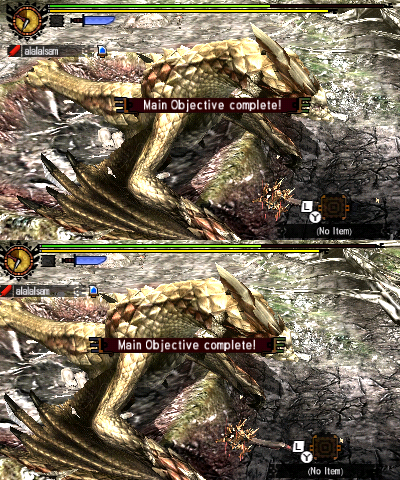 alalalsam
Main Objective complete!
L
Y
(No Item)
alalalsam
Main Objective complete!
L
Y
(No Item)